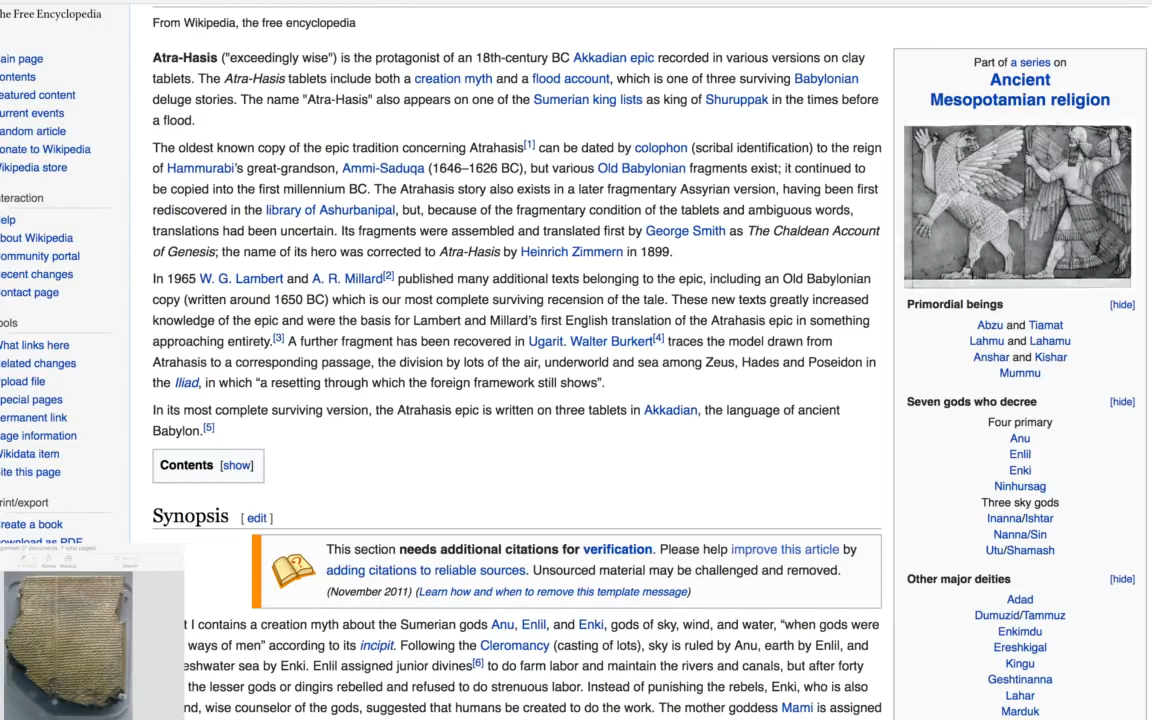 he Free Encyclopedia
ain page
ontents
eatured content
urrent events
andom article
onate to Wikipedia
ikipedia store
nteraction
elp
bout Wikipedia
ommunity portal
ecent changes
ontact page
ools
hat links here
elated changes
pload file
pecial pages
ermanent link
age information
ikidata item
ite this page
rint/export
reate a book
ownload as PDF
From Wikipedia, the free encyclopedia
Atra-Hasis ("exceedingly wise") is the protagonist of an 18th-century BC Akkadian epic recorded in various versions on clay
tablets. The Atra-Hasis tablets include both a creation myth and a flood account, which is one of three surviving Babylonian
deluge stories. The name "Atra-Hasis" also appears on one of the Sumerian king lists as king of Shuruppak in the times before
a flood.
The oldest known copy of the epic tradition concerning Atrahasis[1] can be dated by colophon (scribal identification) to the reign
of Hammurabi's great-grandson, Ammi-Saduqa (1646–1626 BC), but various Old Babylonian fragments exist; it continued to
be copied into the first millennium BC. The Atrahasis story also exists in a later fragmentary Assyrian version, having been first
rediscovered in the library of Ashurbanipal, but, because of the fragmentary condition of the tablets and ambiguous words,
translations had been uncertain. Its fragments were assembled and translated first by George Smith as The Chaldean Account
of Genesis; the name of its hero was corrected to Atra-Hasis by Heinrich Zimmern in 1899.
In 1965 W. G. Lambert and A. R. Millard[2] published many additional texts belonging to the epic, including an Old Babylonian
copy (written around 1650 BC) which is our most complete surviving recension of the tale. These new texts greatly increased
knowledge of the epic and were the basis for Lambert and Millard's first English translation of the Atrahasis epic in something
approaching entirety.[3] A further fragment has been recovered in Ugarit. Walter Burkert[4] traces the model drawn from
Atrahasis to a corresponding passage, the division by lots of the air, underworld and sea among Zeus, Hades and Poseidon in
the Iliad, in which “a resetting through which the foreign framework still shows”.
In its most complete surviving version, the Atrahasis epic is written on three tablets in Akkadian, the language of ancient
Babylon.[5]
Contents [show]
Synopsis [ edit ]
This section needs additional citations for verification. Please help improve this article by
adding citations to reliable sources. Unsourced material may be challenged and removed.
(November 2011) (Learn how and when to remove this template message)
t I contains a creation myth about the Sumerian gods Anu, Enlil, and Enki, gods of sky, wind, and water, “when gods were
ways of men” according to its incipit. Following the Cleromancy (casting of lots), sky is ruled by Anu, earth by Enlil, and
eshwater sea by Enki. Enlil assigned junior divines[6] to do farm labor and maintain the rivers and canals, but after forty
the lesser gods or dingirs rebelled and refused to do strenuous labor. Instead of punishing the rebels, Enki, who is also
nd, wise counselor of the gods, suggested that humans be created to do the work. The mother goddess Mami is assigned
Part of a series on
Ancient
Mesopotamian religion
Primordial beings [hide]
Abzu and Tiamat
Lahmu and Lahamu
Anshar and Kishar
Mummu
Seven gods who decree [hide]
Four primary
Anu
Enlil
Enki
Ninhursag
Three sky gods
Inanna/Ishtar
Nanna/Sin
Utu/Shamash
Other major deities [hide]
Adad
Dumuzid/Tammuz
Enkimdu
Ereshkigal
Kingu
Geshtinanna
Lahar
Marduk